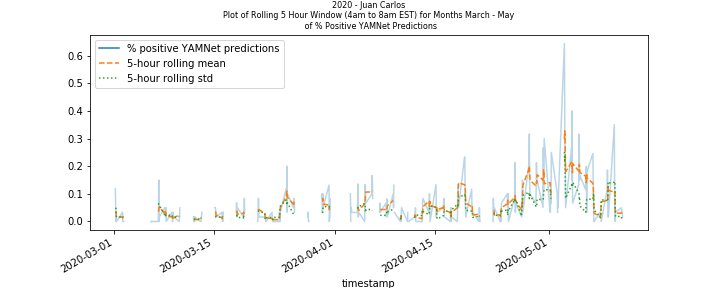 2020 - Juan Carlos
Plot of Rolling 5 Hour Window (4am to 8am EST) for Months March - May
of % Positive YAMNet Predictions
% positive YAMNet predictions
5-hour rolling mean
5-hour rolling std
0.6
0.5
0.4
0.3
0.2
0.1
0.0
2020-03-01
2020-03-15
2020-04-01
2020-04-15
2020-05-01
timestamp